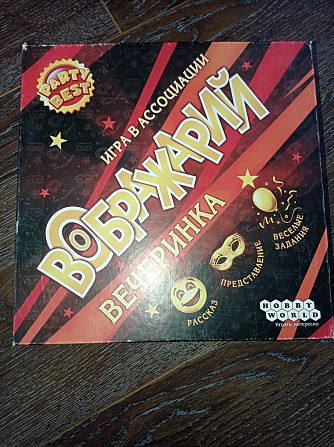 PARTY
BEST
ИГРА В АССОЦИАЦИИ
ВООБРАЖАРИЙ
ВЕЧЕРИНКА
РАССКАЗ
ПРЕДСТАВЛЕНИЕ
ВЕСЕЛЫЕ
ЗАДАНИЯ
HOBBY
WORLD
Играть интересно